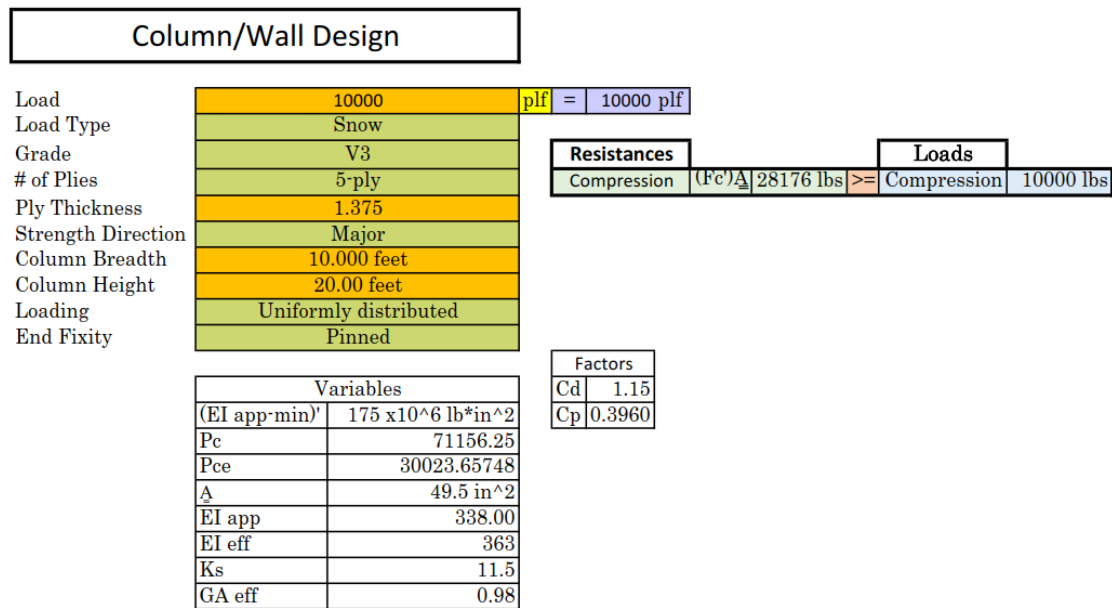 Column/Wall Design
Load 10000 plf = 10000 plf
Load Type Snow
Grade V3
Resistances Loads
# of Plies 5-ply
Compression (Fc')A 28176 lbs >= Compression 10000 lbs
Ply Thickness 1.375
Strength Direction Major
Column Breadth 10.000 feet
Column Height 20.00 feet
Loading Uniformly distributed
End Fixity Pinned
Factors
Cd 1.15
Cp 0.3960
Variables
(EI app-min)' 175 x10^6 lb*in^2
Pc 71156.25
Pce 30023.65748
A 49.5 in^2
EI app 338.00
EI eff 363
Ks 11.5
GA eff 0.98